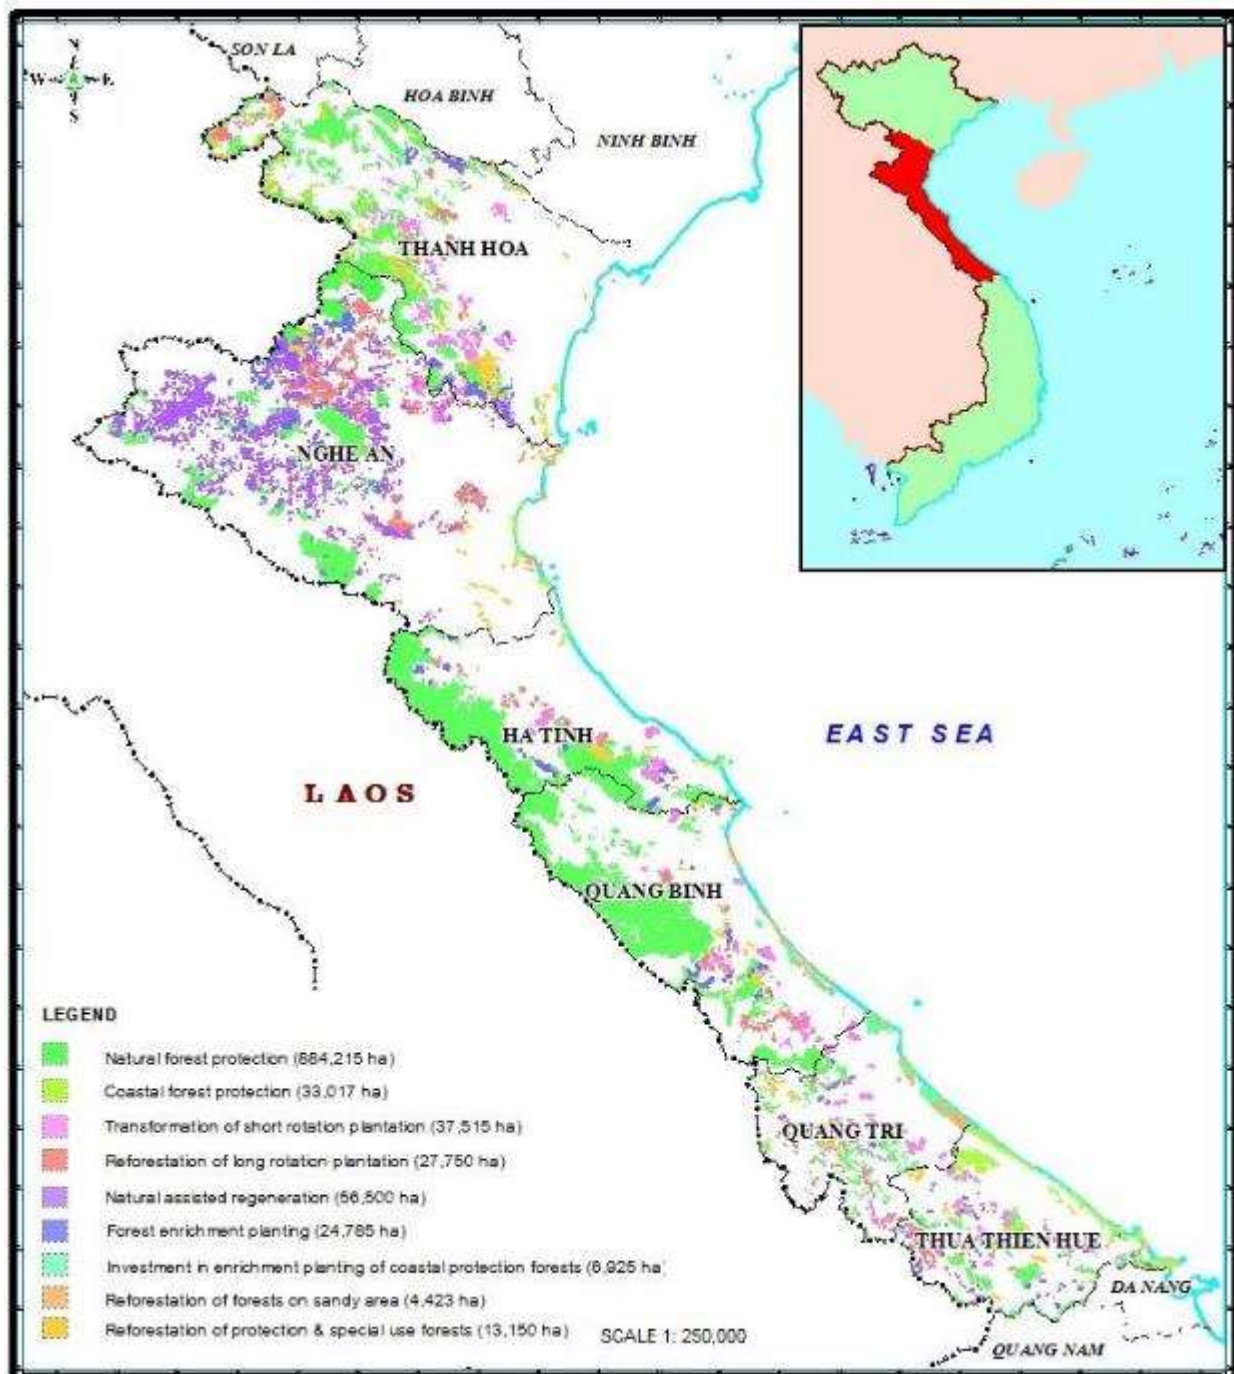 N
W E
S
SON LA
HOA BINH
NINH BINH
THANH HOA
NGHE AN
HA TINH
EAST SEA
LAOS
QUANG BINH
LEGEND
Natural forest protection (684,215 ha)
Coastal forest protection (33,017 ha)
Transformation of short rotation plantation (37,515 ha)
Reforestation of long rotation plantation (27,750 ha)
Natural assisted regeneration (56,500 ha)
Forest enrichment planting (24,785 ha)
Investment in enrichment planting of coastal protection forests (6,925 ha)
Reforestation of forests on sandy area (4,423 ha)
Reforestation of protection & special use forests (13,150 ha)
SCALE 1: 250,000
QUANG TRI
THUA THIEN HUE
DA NANG
QUANG NAM